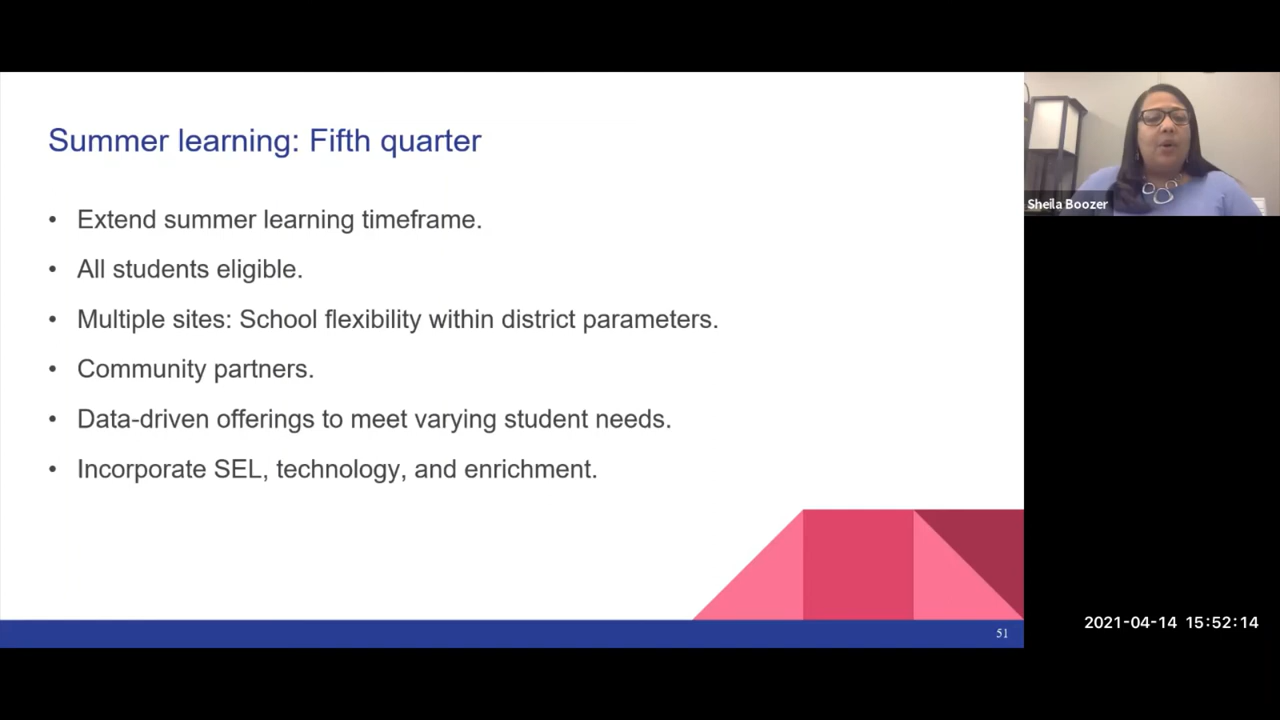 Summer learning: Fifth quarter
• Extend summer learning timeframe.
• All students eligible.
• Multiple sites: School flexibility within district parameters.
• Community partners.
• Data-driven offerings to meet varying student needs.
• Incorporate SEL, technology, and enrichment.
51
Sheila Boozer
2021-04-14 15:52:14